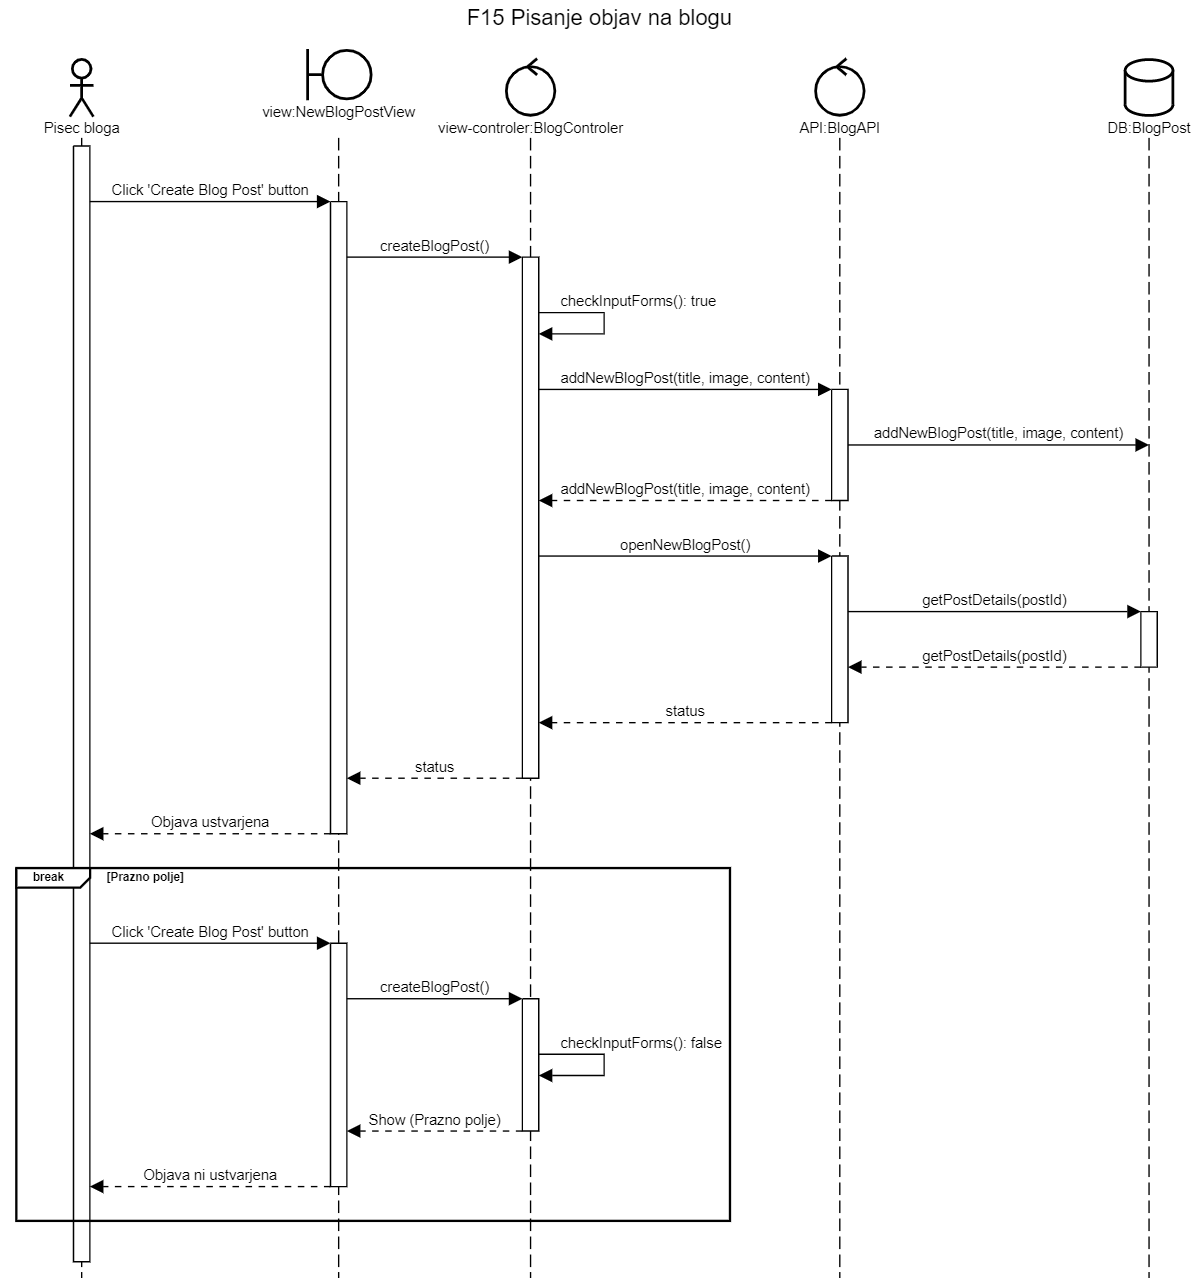 F15 Pisanje objav na blogu
Pisec bloga
view:NewBlogPostView
view-controler:BlogControler
API:BlogAPI
DB:BlogPost
Click 'Create Blog Post' button
createBlogPost()
checkInputForms(): true
addNewBlogPost(title, image, content)
addNewBlogPost(title, image, content)
addNewBlogPost(title, image, content)
openNewBlogPost()
getPostDetails(postId)
getPostDetails(postId)
status
status
Objava ustvarjena
break [Prazno polje]
Click 'Create Blog Post' button
createBlogPost()
checkInputForms(): false
Show (Prazno polje)
Objava ni ustvarjena